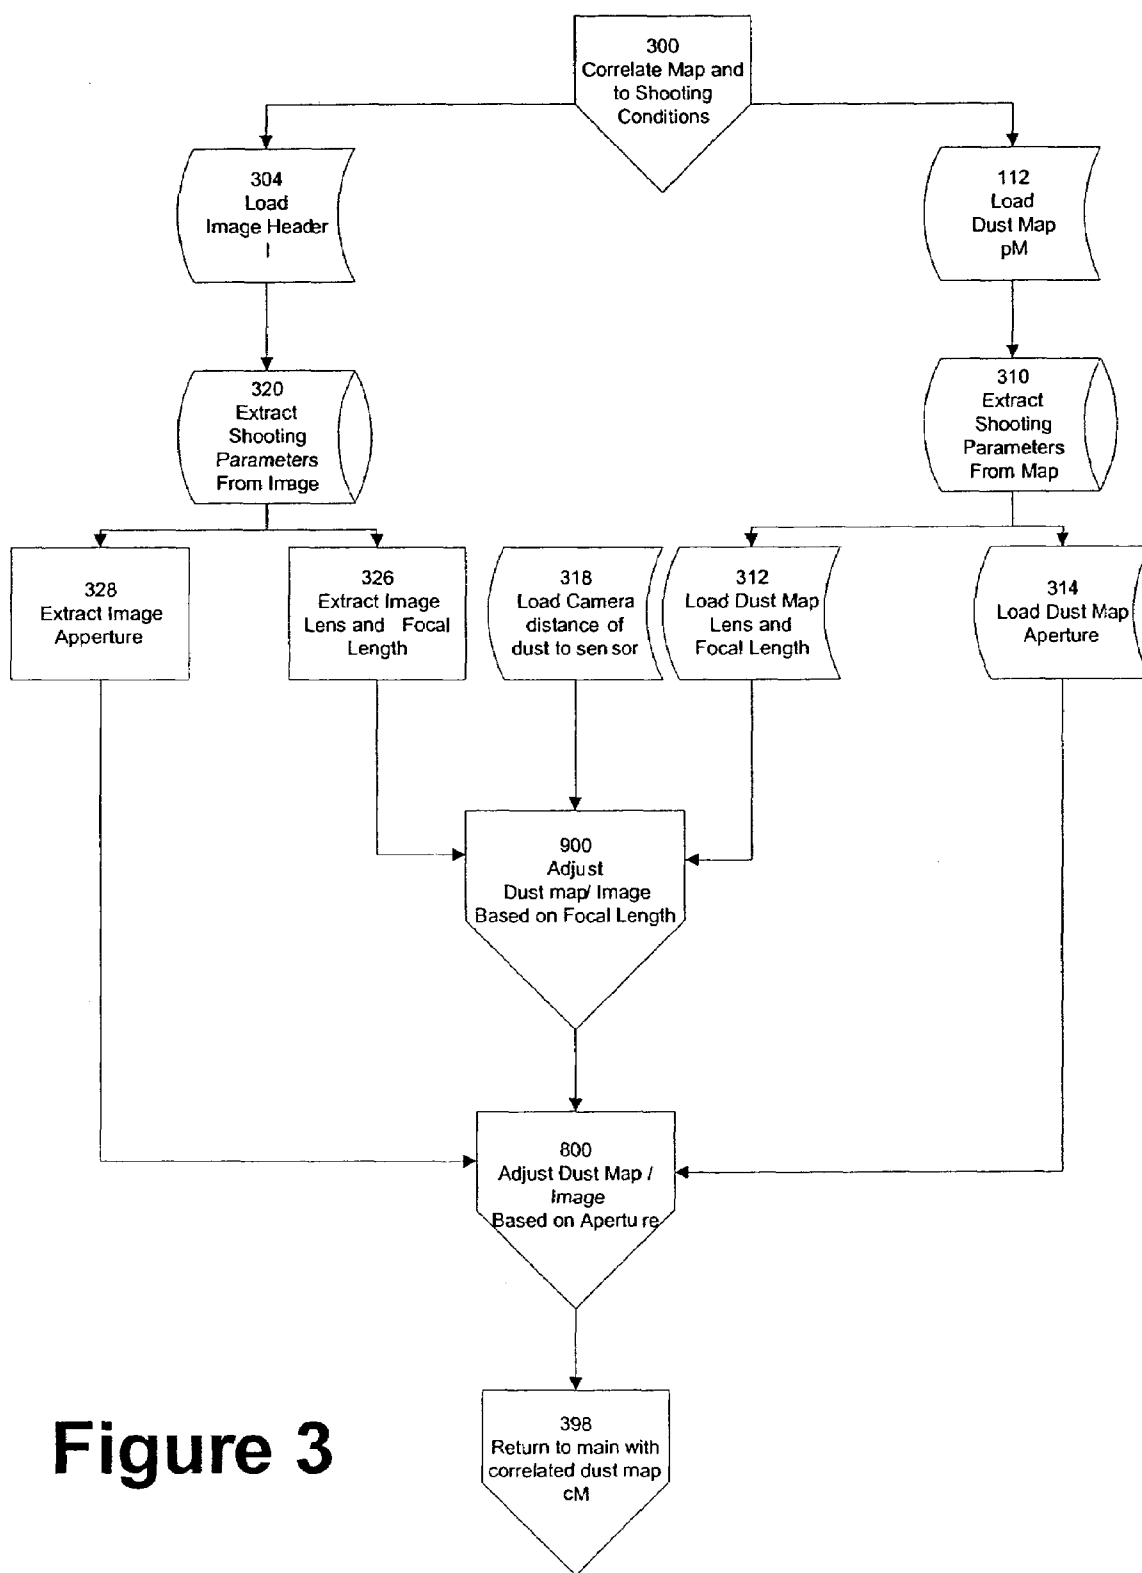 300
Correlate Map and
to Shooting
Conditions
304
Load
Image Header
I
112
Load
Dust Map
pM
320
Extract
Shooting
Parameters
From Image
310
Extract
Shooting
Parameters
From Map
328
Extract Image
Apperture
326
Extract Image
Lens and Focal
Length
318
Load Camera
distance of
dust to sensor
312
Load Dust Map
Lens and
Focal Length
314
Load Dust Map
Aperture
900
Adjust
Dust map/ Image
Based on Focal Length
800
Adjust Dust Map /
Image
Based on Aperture
398
Return to main with
correlated dust map
cM
Figure 3